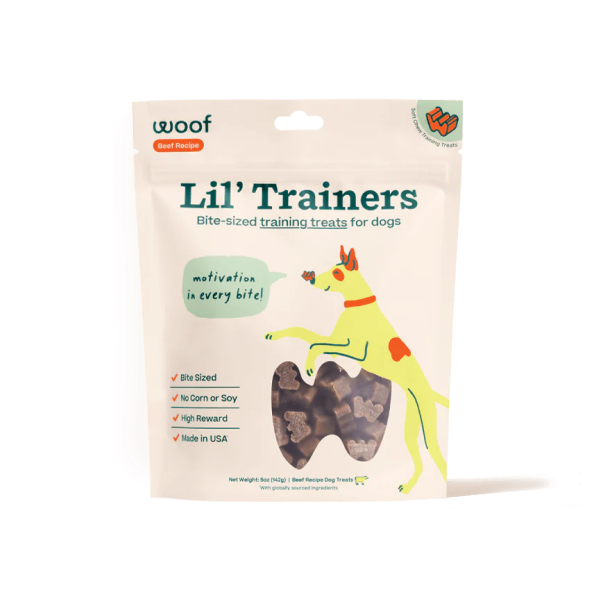 woof
Beef Recipe
Soft Chew Training Treats
Lil' Trainers
Bite-sized training treats for dogs
motivation
in every bite!
Bite Sized
No Corn or Soy
High Reward
Made in USA*
Net Weight: 5oz (142g) | Beef Recipe Dog Treats
With globally sourced ingredients